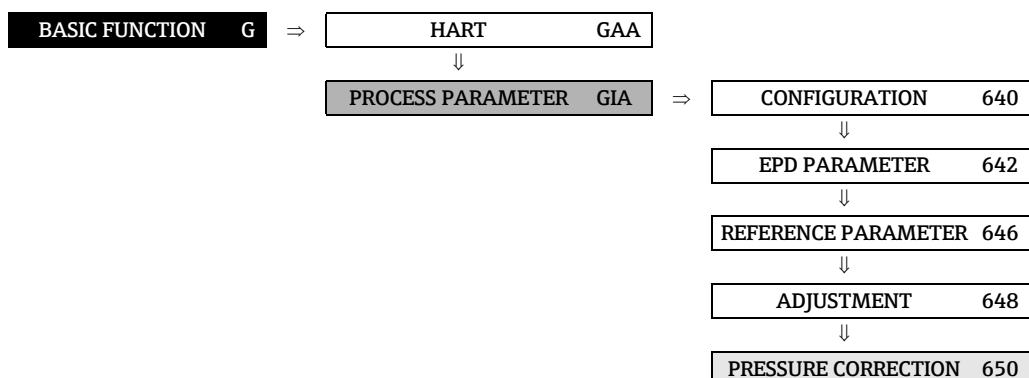 BASIC FUNCTION G ⇒ HART GAA
⇓
PROCESS PARAMETER GIA ⇒ CONFIGURATION 640
⇓
EPD PARAMETER 642
⇓
REFERENCE PARAMETER 646
⇓
ADJUSTMENT 648
⇓
PRESSURE CORRECTION 650